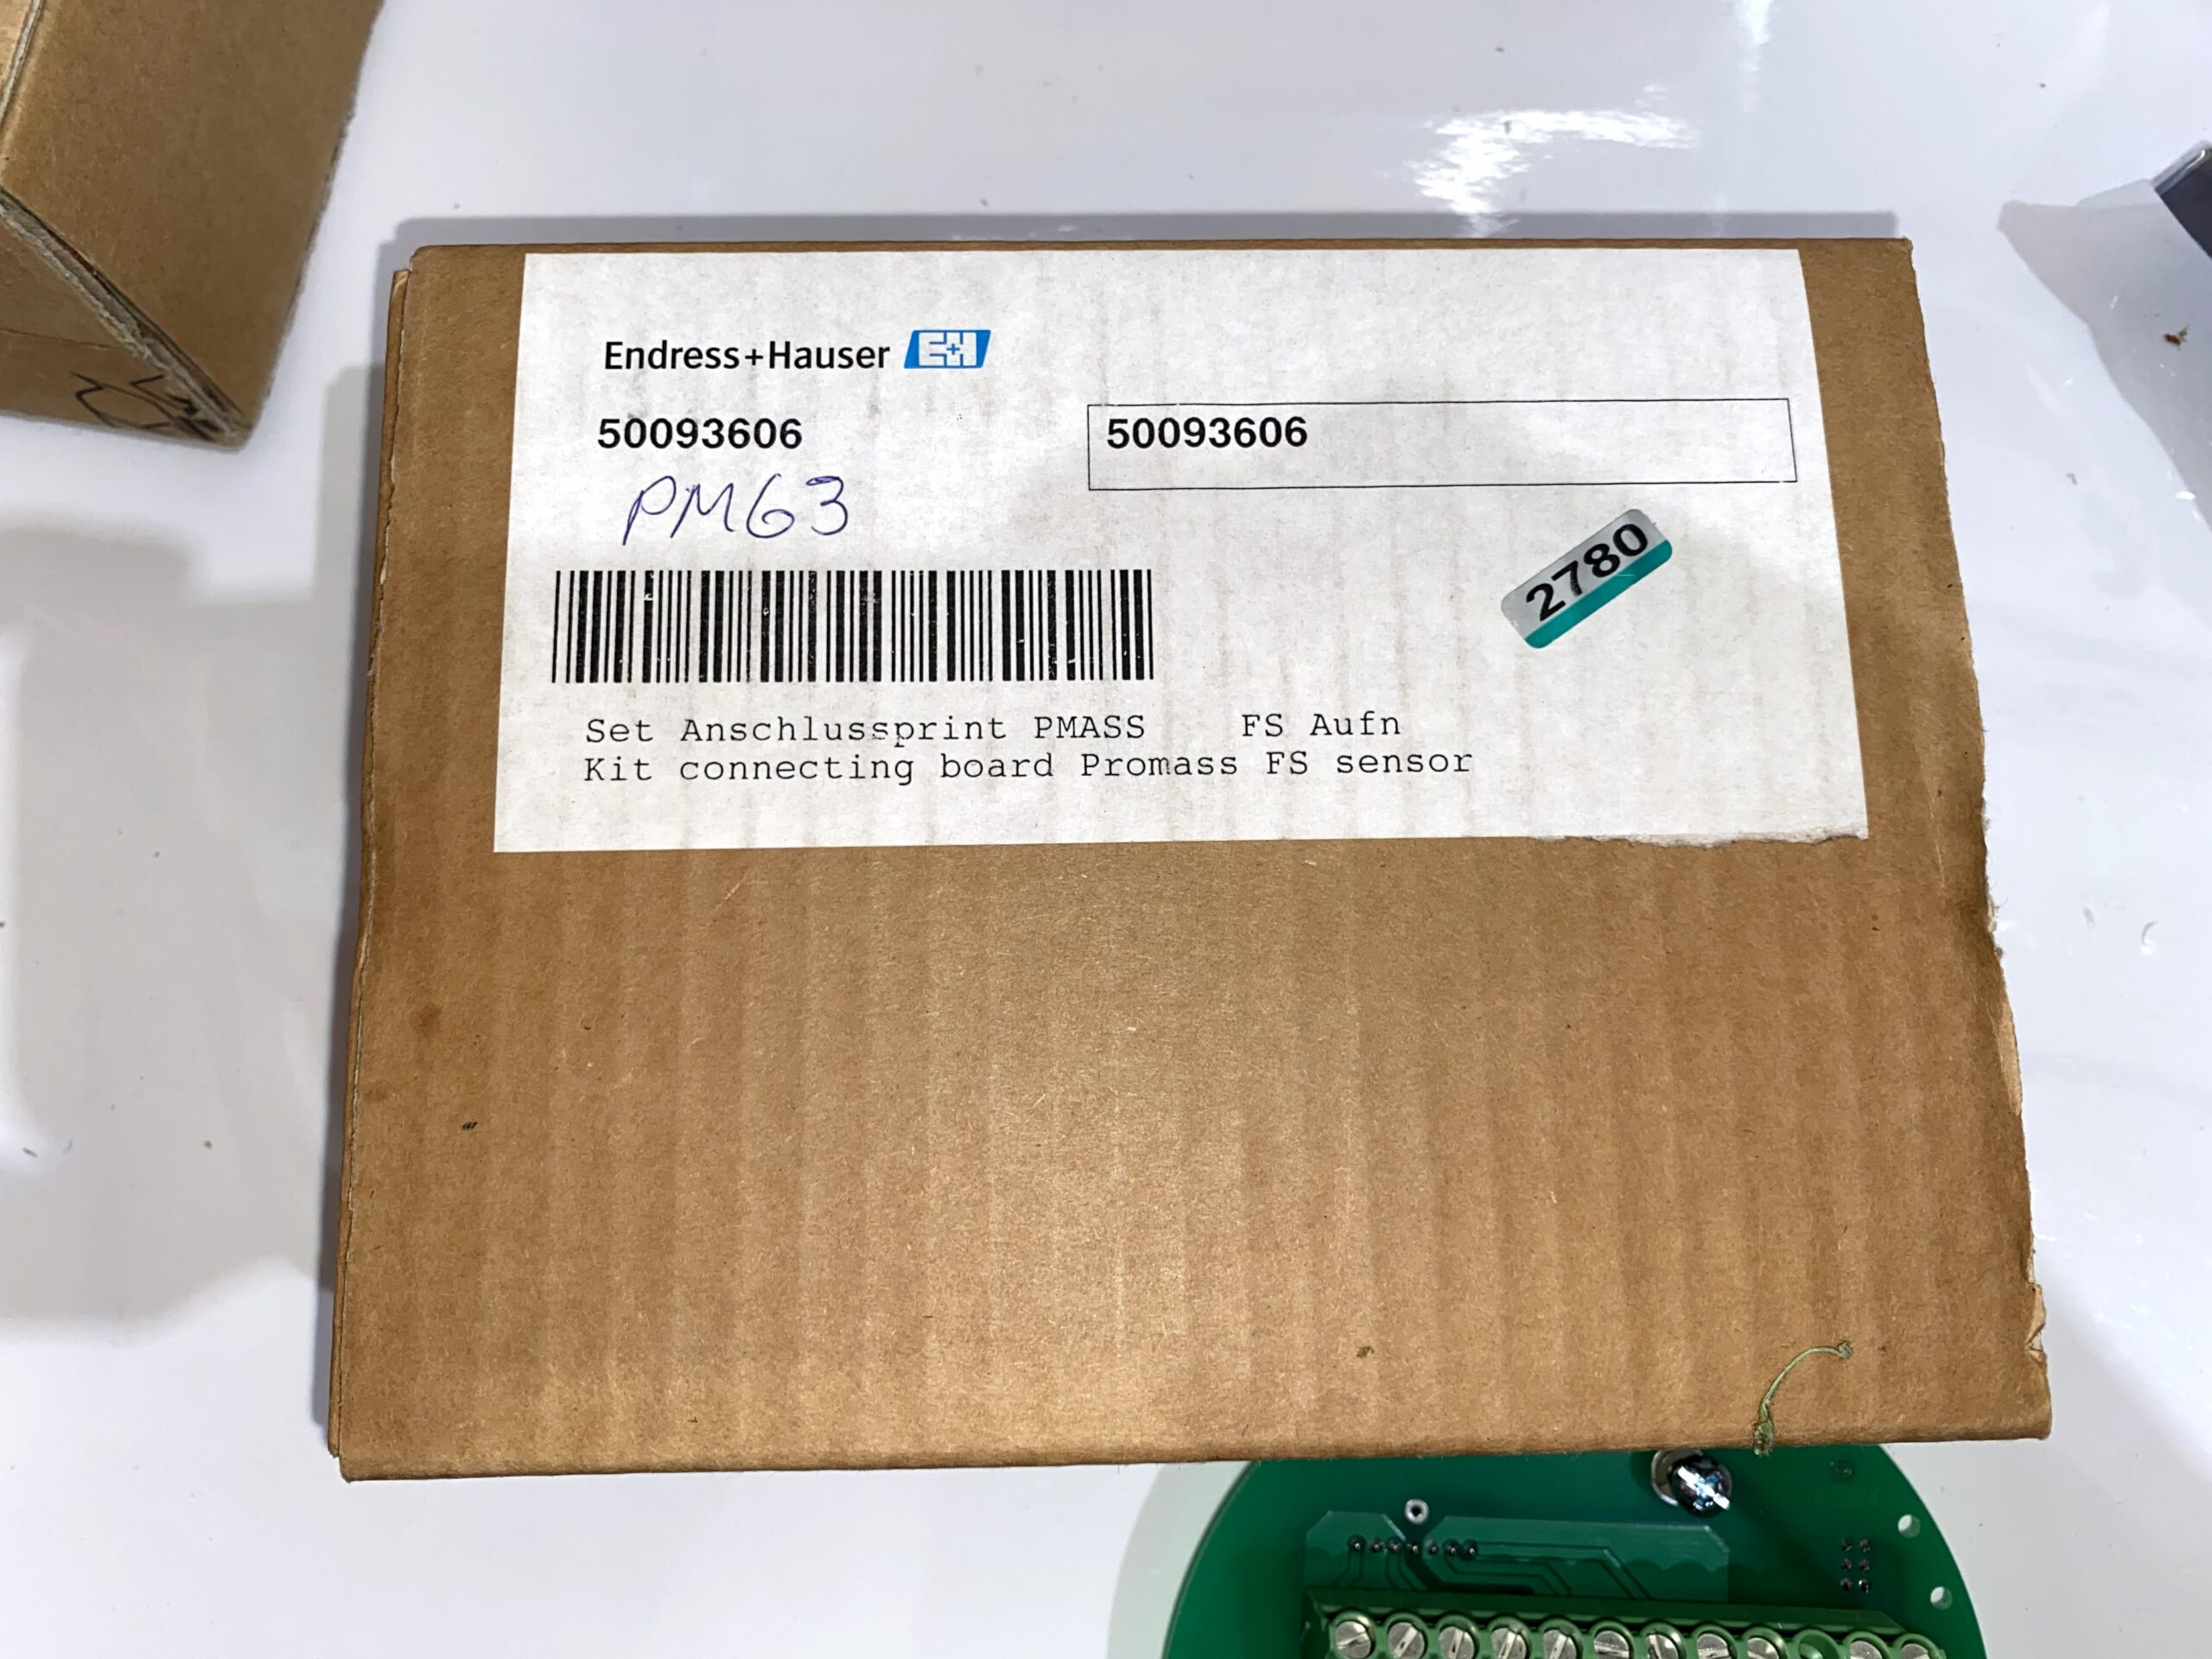 Endress+Hauser E+H
50093606
50093606
PM63
2780
Set Anschlussprint PMASS FS Aufn
Kit connecting board Promass FS sensor